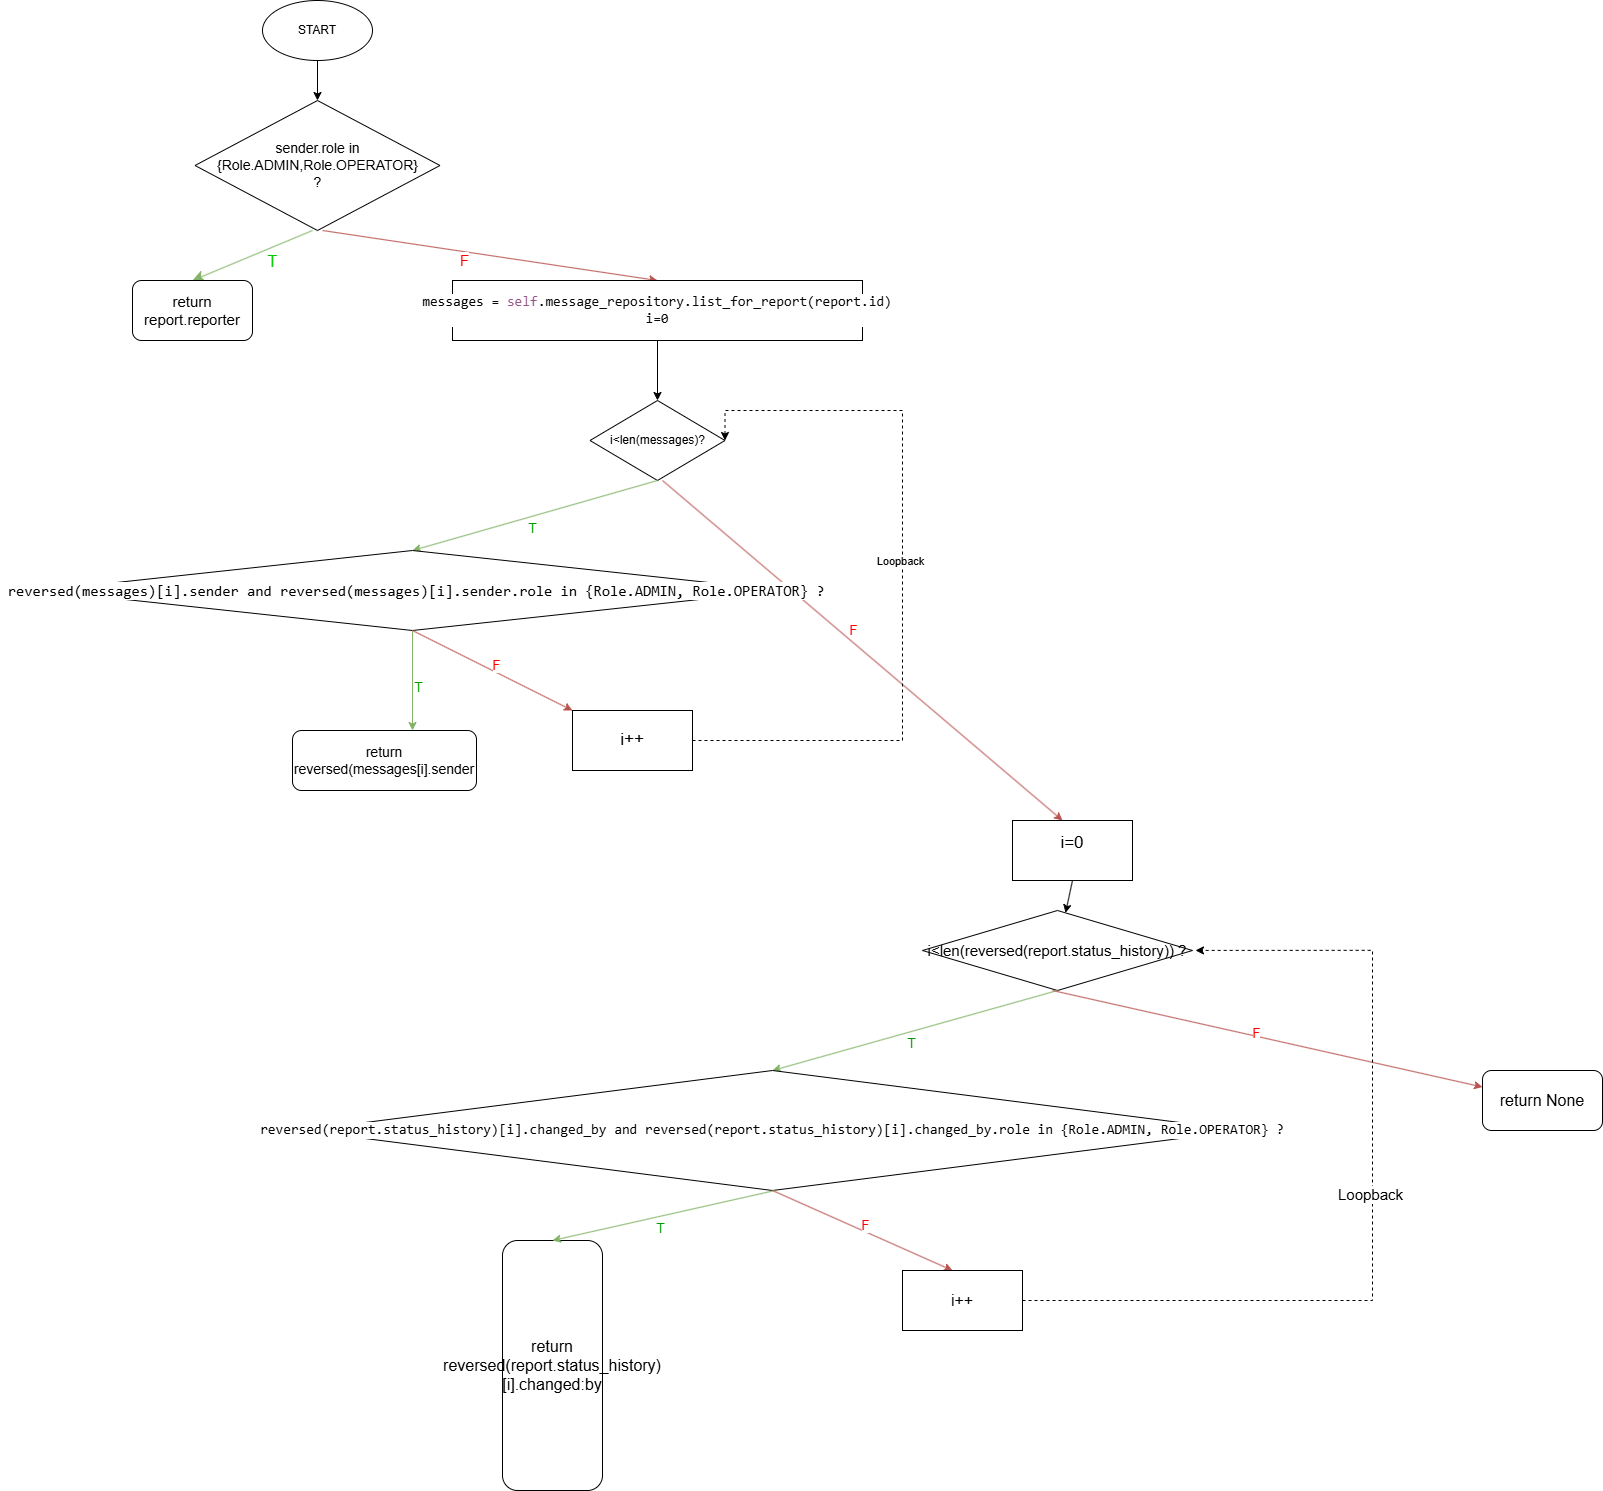 START
sender.role in
{Role.ADMIN,Role.OPERATOR}
?
T
F
return
report.reporter
messages = self.message_repository.list_for_report(report.id)
i=0
i<len(messages)?
T
Loopback
reversed(messages)[i].sender and reversed(messages)[i].sender.role in {Role.ADMIN, Role.OPERATOR} ?
F
F
T
i++
return
reversed(messages[i].sender
i=0
i<len(reversed(report.status_history)) ?
F
T
return None
reversed(report.status_history)[i].changed_by and reversed(report.status_history)[i].changed_by.role in {Role.ADMIN, Role.OPERATOR} ?
Loopback
T
F
i++
return
reversed(report.status_history)
[i].changed:by